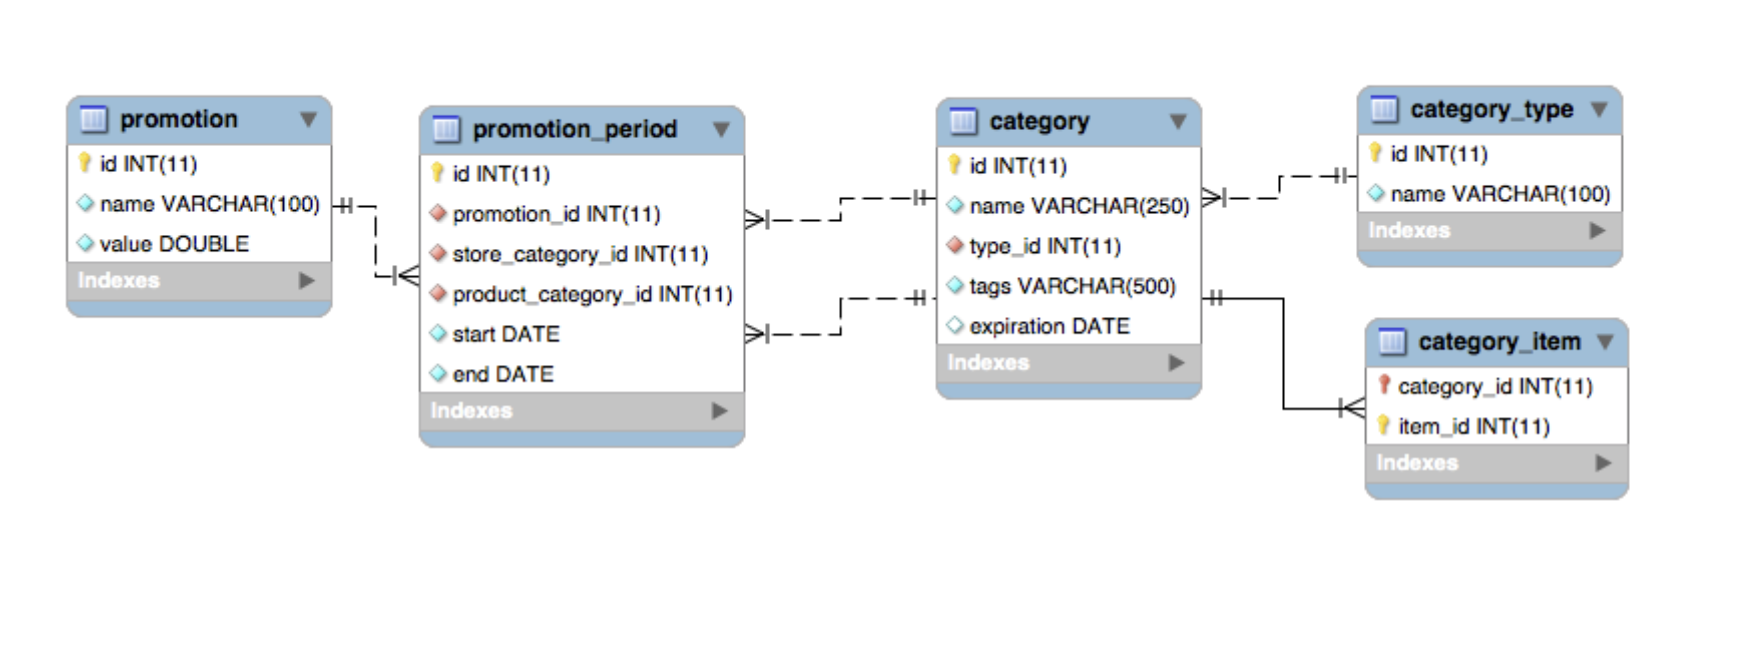 promotion
id INT(11)
name VARCHAR(100)
value DOUBLE
Indexes
promotion_period
id INT(11)
promotion_id INT(11)
store_category_id INT(11)
product_category_id INT(11)
start DATE
end DATE
Indexes
category
id INT(11)
name VARCHAR(250)
type_id INT(11)
tags VARCHAR(500)
expiration DATE
Indexes
category_type
id INT(11)
name VARCHAR(100)
Indexes
category_item
category_id INT(11)
item_id INT(11)
Indexes